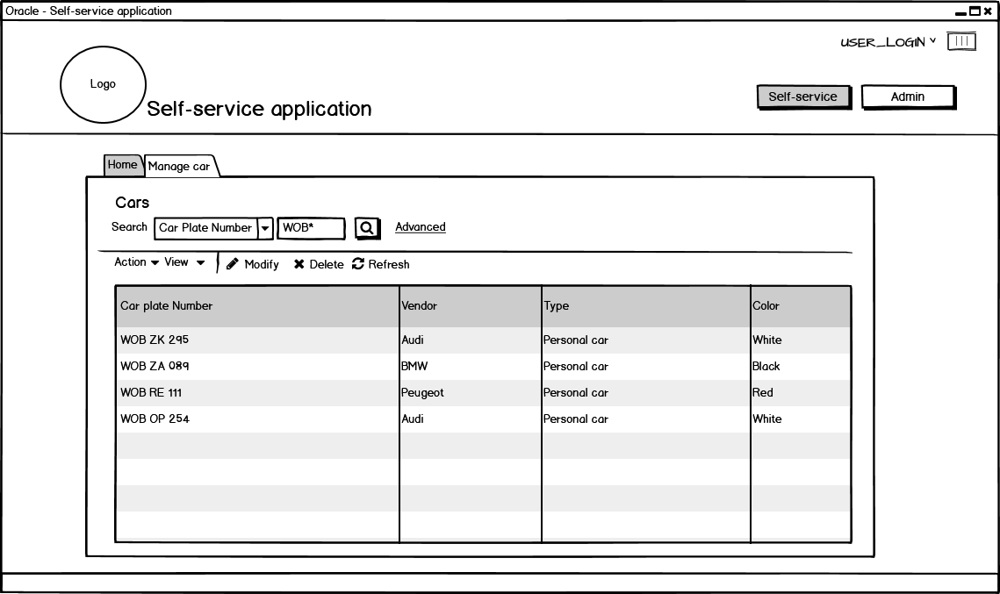 Oracle - Self-service application
USER_LOGIN
Logo
Self-service application
Self-service Admin
Home Manage car
Cars
Search Car Plate Number WOB* Advanced
Action View Modify Delete Refresh
Car plate Number Vendor Type Color
WOB ZK 295 Audi Personal car White
WOB ZA 089 BMW Personal car Black
WOB RE 111 Peugeot Personal car Red
WOB OP 254 Audi Personal car White